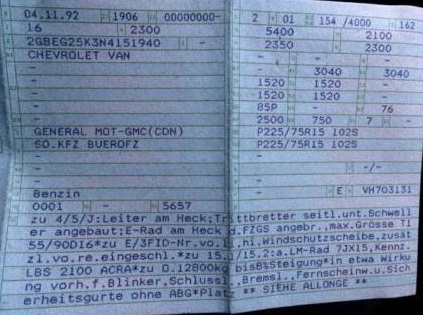 04.11.92 1906 00000000- 2 01 154 /4000 162
16 2300 5400 2100
2GBEG25K3N4151940 - 2350 2300
CHEVROLET VAN - -
- - 3040 3040
- 1520 1520 -
- 1520 1520 -
- 85P - 76
- 2500 750 7 -
GENERAL MOT-GMC(CDN) P225/75R15 102S
SO.KFZ BUEROFZ P225/75R15 102S
- -
- - -/-
- -
Benzin - E VH703131
0001 - 5657
zu 4/5/J:Leiter am Heck;Trittbretter seitl.unt.Schwell
er angebaut;E-Rad am Heck d.FZGS angebr..max.Grösse
55/90D16*zu E/3FID-Nr.vo. hi.Windschutzscheibe.zusät
zl.vo.re.eingeschl.*zu 15.1/15.2:a.LM-Rad 7JX15,Kennz.
LBS 2100 ACRA*zu D.12800kg bis8%Steigung*in etwa Wirku
ng vorh.f.Blinker,Schlussl.,Bremsl.,Fernscheinw.u.Sich
erheitsgurte ohne ABG*Platz ** SIEHE ALLONGE **